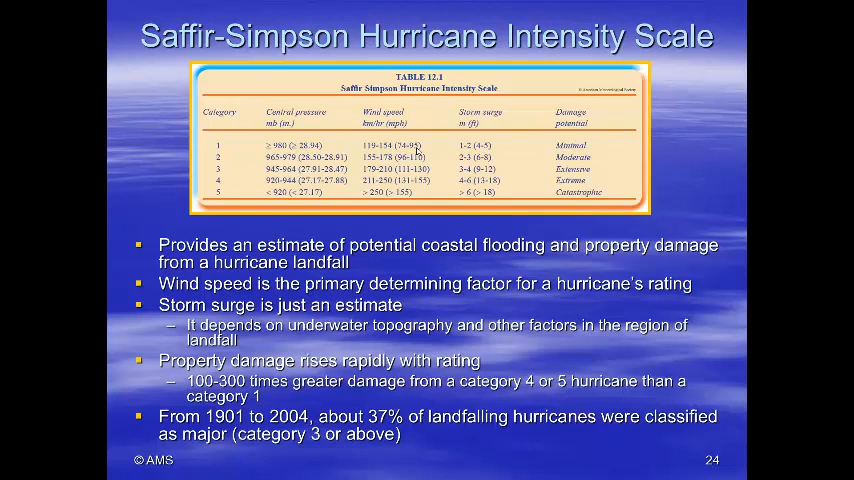 Saffir-Simpson Hurricane Intensity Scale
TABLE 12.1
Saffir Simpson Hurricane Intensity Scale
© American Meteorological Society
Category Central pressure Wind speed Storm surge Damage
mb (in.) km/hr (mph) m (ft) potential
1 ≥ 980 (≥ 28.94) 119-154 (74-95) 1-2 (4-5) Minimal
2 965-979 (28.50-28.91) 155-178 (96-110) 2-3 (6-8) Moderate
3 945-964 (27.91-28.47) 179-210 (111-130) 3-4 (9-12) Extensive
4 920-944 (27.17-27.88) 211-250 (131-155) 4-6 (13-18) Extreme
5 < 920 (< 27.17) > 250 (> 155) > 6 (> 18) Catastrophic
Provides an estimate of potential coastal flooding and property damage
from a hurricane landfall
Wind speed is the primary determining factor for a hurricane's rating
Storm surge is just an estimate
– It depends on underwater topography and other factors in the region of
landfall
Property damage rises rapidly with rating
– 100-300 times greater damage from a category 4 or 5 hurricane than a
category 1
From 1901 to 2004, about 37% of landfalling hurricanes were classified
as major (category 3 or above)
© AMS 24